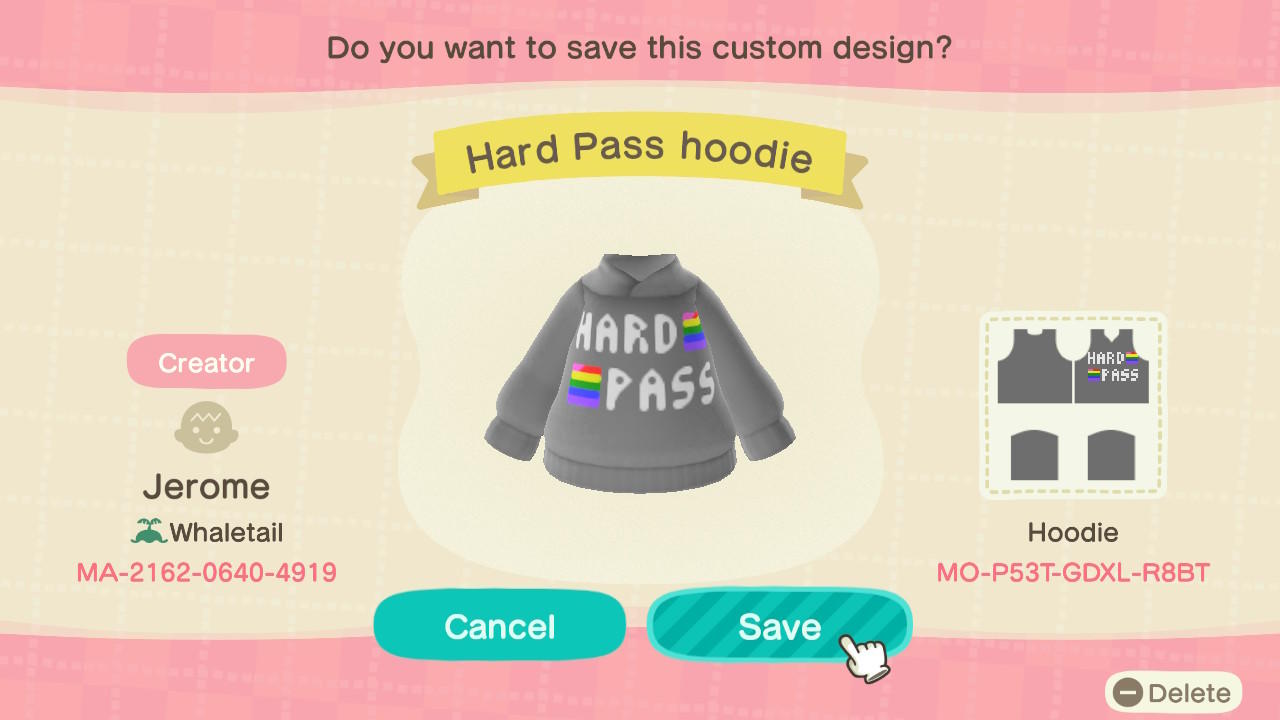 Do you want to save this custom design?
Hard Pass hoodie
HARD
PASS
HARD
PASS
Creator
Jerome
Whaletail
MA-2162-0640-4919
Hoodie
MO-P53T-GDXL-R8BT
Cancel
Save
Delete